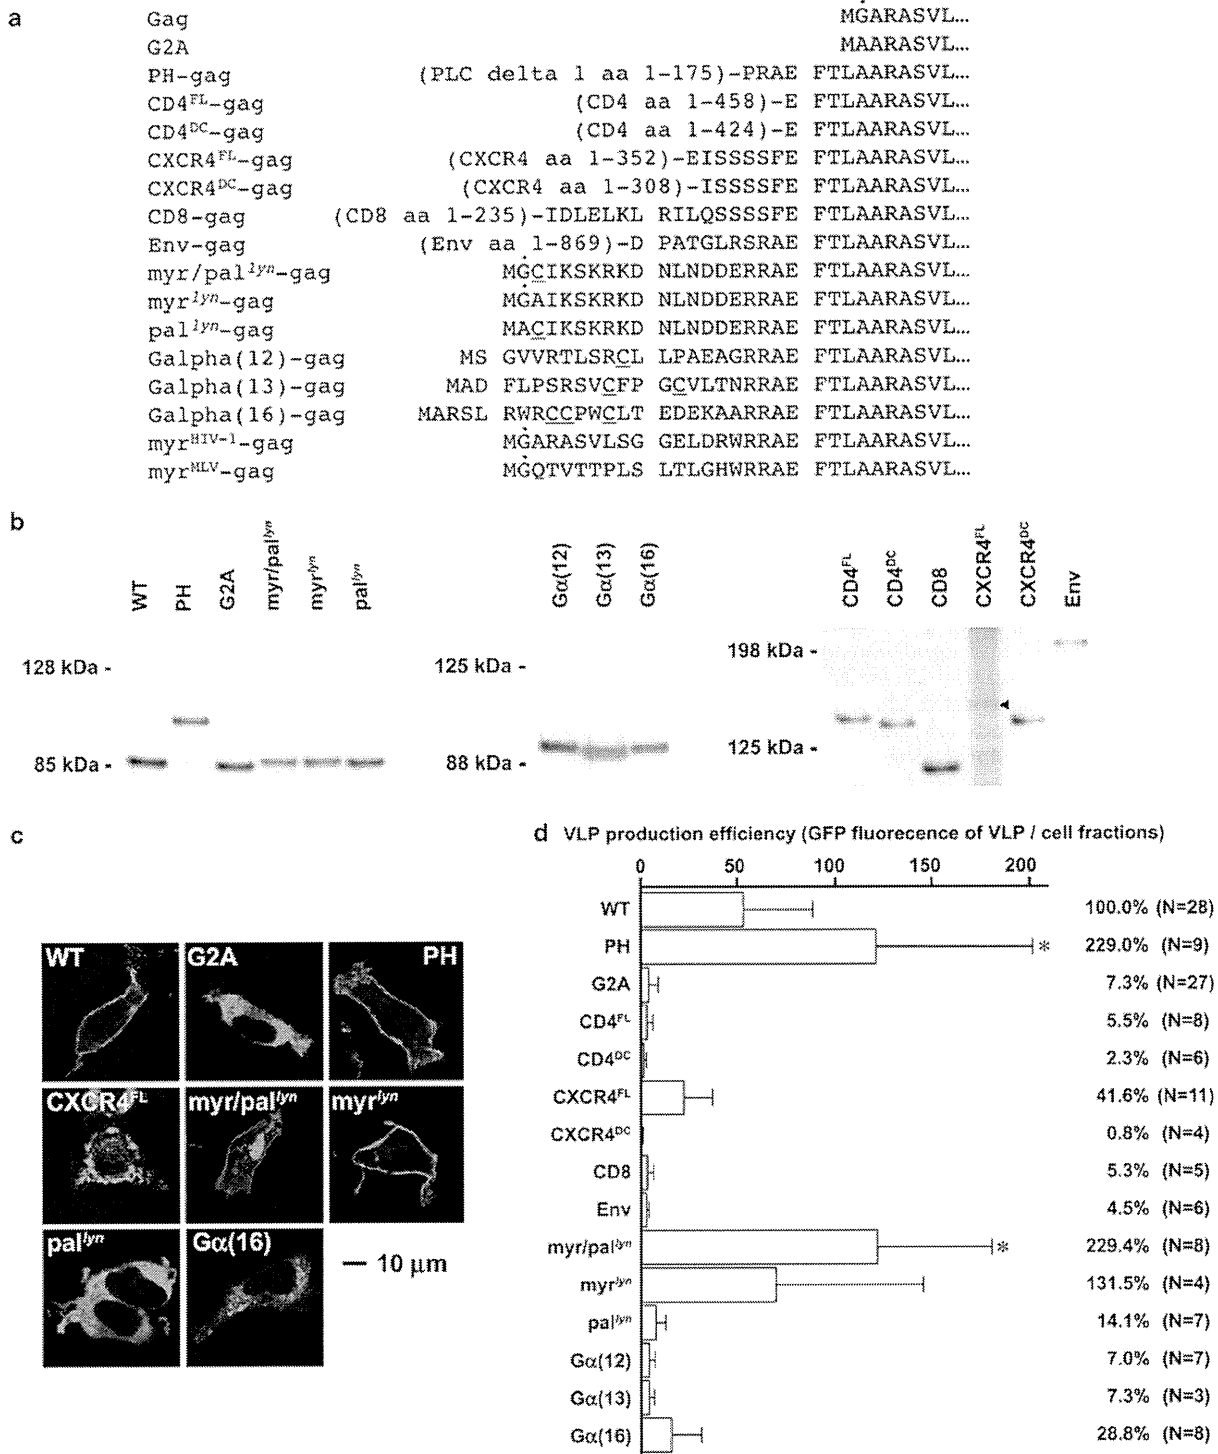 a
Gag MGARASVL…
G2A MAARASVL…
PH-gag (PLC delta 1 aa 1-175)-PRAE FTLAARASVL…
CD4FL-gag (CD4 aa 1-458)-E FTLAARASVL…
CD4DC-gag (CD4 aa 1-424)-E FTLAARASVL…
CXCR4FL-gag (CXCR4 aa 1-352)-EISSSSFE FTLAARASVL…
CXCR4DC-gag (CXCR4 aa 1-308)-ISSSSFE FTLAARASVL…
CD8-gag (CD8 aa 1-235)-IDLELKL RILQSSSSFE FTLAARASVL…
Env-gag (Env aa 1-869)-D PATGLRSRAE FTLAARASVL…
myr/pallyn-gag MGCIKSKRKD NLNDDERRAE FTLAARASVL…
myrlyn-gag MGAIKSKRKD NLNDDERRAE FTLAARASVL…
pallyn-gag MACIKSKRKD NLNDDERRAE FTLAARASVL…
Galpha(12)-gag MS GVVRTLSRCL LPAEAGRRAE FTLAARASVL…
Galpha(13)-gag MAD FLPSRSVCFP GCVLTNRRAE FTLAARASVL…
Galpha(16)-gag MARSL RWRCCPWCLT EDEKAARRAE FTLAARASVL…
myrHIV-1-gag MGARASVLSG GELDRWRRAE FTLAARASVL…
myrMLV-gag MGQTVTTPLS LTLGHWRRAE FTLAARASVL…
b
WT PH G2A myr/pallyn myrlyn pallyn
128 kDa -
85 kDa -
Gα(12) Gα(13) Gα(16)
125 kDa -
88 kDa -
CD4FL CD4DC CD8 CXCR4FL CXCR4DC Env
198 kDa -
125 kDa -
c
WT G2A PH
CXCR4FL myr/pallyn myrlyn
pallyn Gα(16)
10 μm
d VLP production efficiency (GFP fluorecence of VLP / cell fractions)
0 50 100 150 200
WT 100.0% (N=28)
PH * 229.0% (N=9)
G2A 7.3% (N=27)
CD4FL 5.5% (N=8)
CD4DC 2.3% (N=6)
CXCR4FL 41.6% (N=11)
CXCR4DC 0.8% (N=4)
CD8 5.3% (N=5)
Env 4.5% (N=6)
myr/pallyn * 229.4% (N=8)
myrlyn 131.5% (N=4)
pallyn 14.1% (N=7)
Gα(12) 7.0% (N=7)
Gα(13) 7.3% (N=3)
Gα(16) 28.8% (N=8)